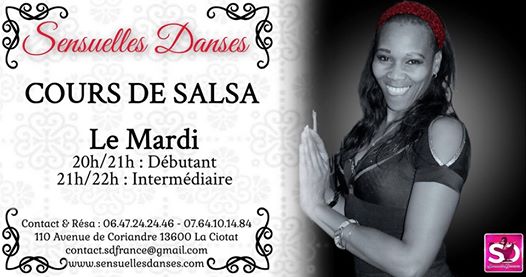 Sensuelles Danses
COURS DE SALSA
Le Mardi
20h/21h : Débutant
21h/22h : Intermédiaire
Contact & Résa : 06.47.24.24.46 - 07.64.10.14.84
110 Avenue de Coriandre 13600 La Ciotat
contact.sdfrance@gmail.com
www.sensuellesdanses.com
SD
Sensuelles Danses